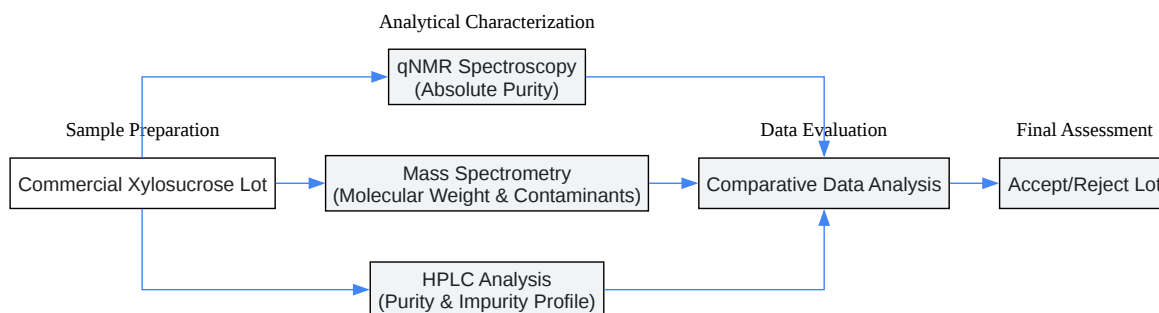 Analytical Characterization
qNMR Spectroscopy
(Absolute Purity)
Sample Preparation
Data Evaluation
Final Assessment
Commercial Xylosucrose Lot
Mass Spectrometry
(Molecular Weight & Contaminants)
Comparative Data Analysis
Accept/Reject Lot
HPLC Analysis
(Purity & Impurity Profile)